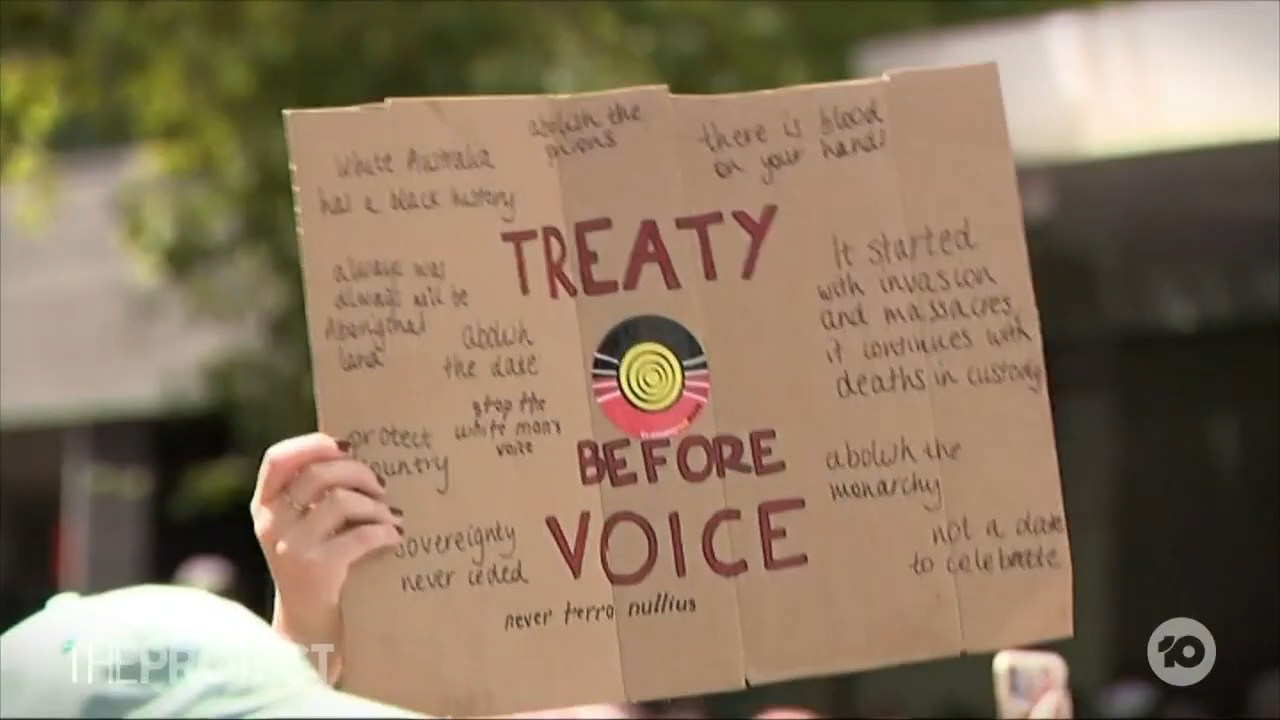 abolish the
prisons
there is blood
on your hands
White Australia
has a black history
TREATY
It started
with invasion
and massacres,
it continues with
deaths in custody
always was
always will be
Aboriginal
land
abolish
the date
stop the
white man's
voice
BEFORE
protect
country
abolish the
monarchy
VOICE
sovereignty
never ceded
not a date
to celebrate
never terra nullius
THEPROJECT
10